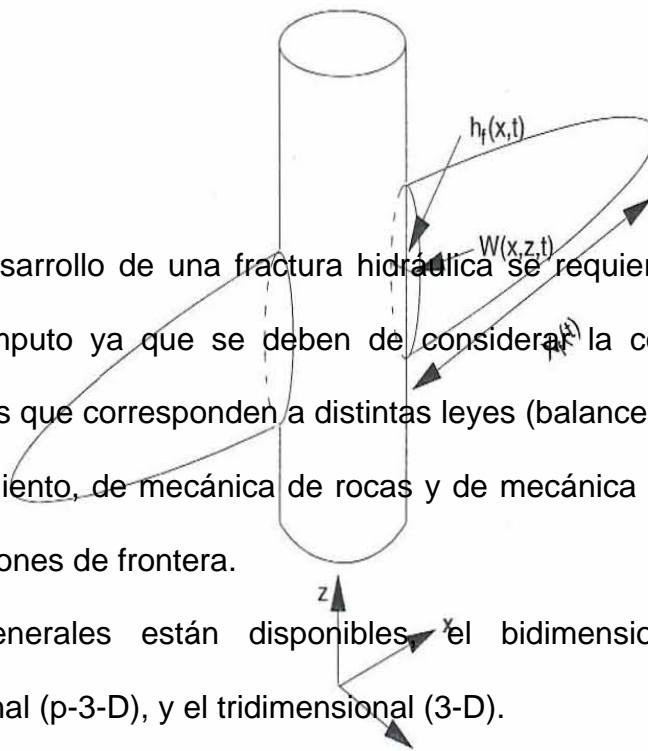 h_f(x,t)
W(x,z,t)
sarrollo de una fractura hidráulica se requien
nputo ya que se deben de considerar la co
s que corresponden a distintas leyes (balance
iento, de mecánica de rocas y de mecánica
ones de frontera.
z
enerales están disponibles, el bidimensio
x
nal (p-3-D), y el tridimensional (3-D).